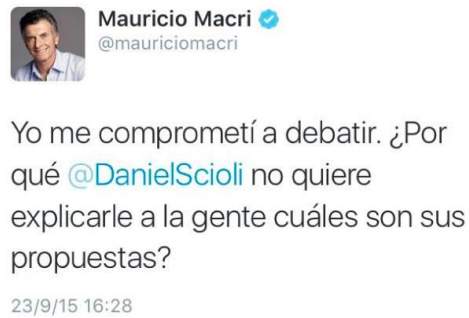 Mauricio Macri
@mauriciomacri
Yo me comprometí a debatir. ¿Por
qué @DanielScioli no quiere
explicarle a la gente cuáles son sus
propuestas?
23/9/15 16:28